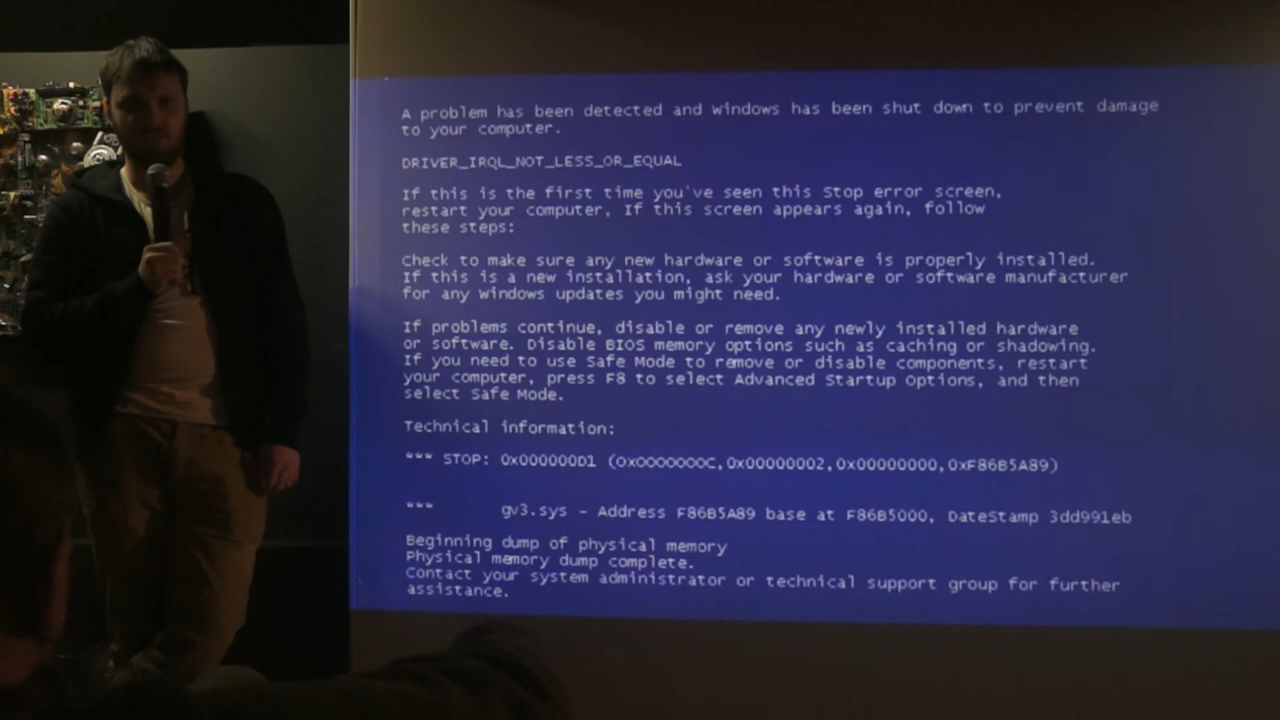 A problem has been detected and Windows has been shut down to prevent damage
to your computer.
DRIVER_IRQL_NOT_LESS_OR_EQUAL
If this is the first time you've seen this Stop error screen,
restart your computer, If this screen appears again, follow
these steps:
Check to make sure any new hardware or software is properly installed.
If this is a new installation, ask your hardware or software manufacturer
for any Windows updates you might need.
If problems continue, disable or remove any newly installed hardware
or software. Disable BIOS memory options such as caching or shadowing.
If you need to use Safe Mode to remove or disable components, restart
your computer, press F8 to select Advanced Startup Options, and then
select Safe Mode.
Technical information:
*** STOP: 0x000000D1 (0x0000000C,0x00000002,0x00000000,0xF86B5A89)
*** gv3.sys – Address F86B5A89 base at F86B5000, DateStamp 3dd991eb
Beginning dump of physical memory
Physical memory dump complete.
Contact your system administrator or technical support group for further
assistance.